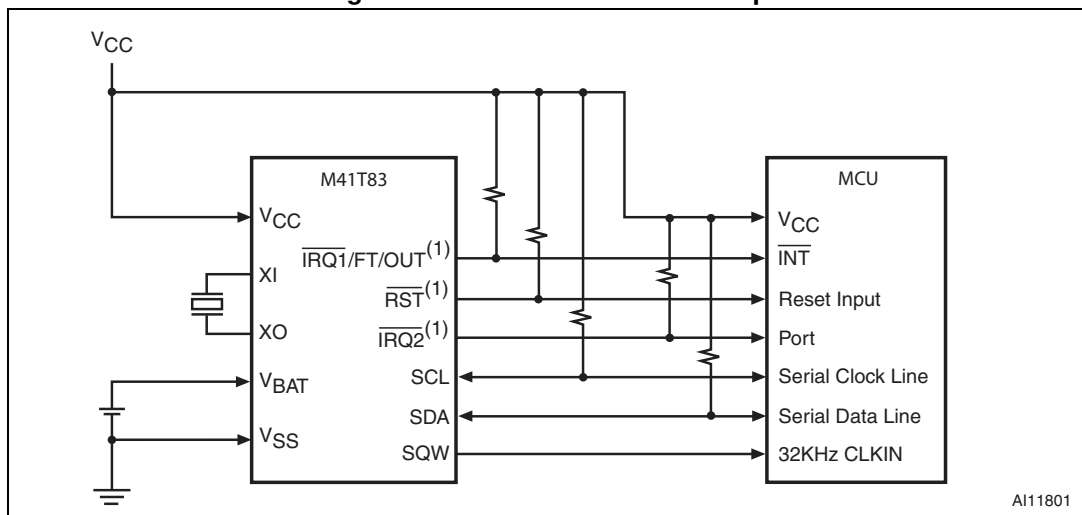 VCC
M41T83
MCU
VCC
XI
XO
VBAT
VSS
IRQ1/FT/OUT(1)
RST(1)
IRQ2(1)
SCL
SDA
SQW
VCC
INT
Reset Input
Port
Serial Clock Line
Serial Data Line
32KHz CLKIN
AI11801